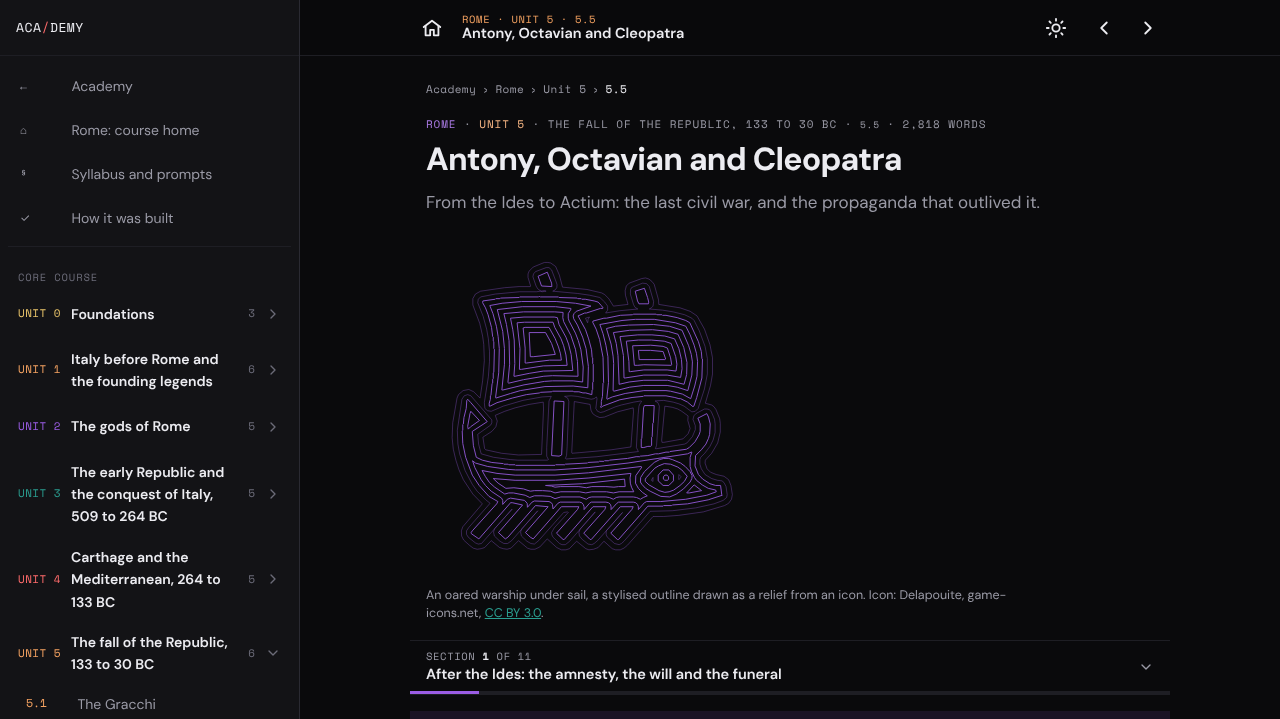 ACA/DEMY
← Academy
⌂ Rome: course home
§ Syllabus and prompts
✓ How it was built
CORE COURSE
UNIT 0 Foundations 3
UNIT 1 Italy before Rome and
the founding legends 6
UNIT 2 The gods of Rome 5
UNIT 3 The early Republic and
the conquest of Italy, 5
509 to 264 BC
UNIT 4 Carthage and the
Mediterranean, 264 to 5
133 BC
UNIT 5 The fall of the Republic, 6
133 to 30 BC
5.1 The Gracchi
ROME · UNIT 5 · 5.5
Antony, Octavian and Cleopatra
Academy › Rome › Unit 5 › 5.5
ROME · UNIT 5 · THE FALL OF THE REPUBLIC, 133 TO 30 BC · 5.5 · 2,818 WORDS
Antony, Octavian and Cleopatra
From the Ides to Actium: the last civil war, and the propaganda that outlived it.
An oared warship under sail, a stylised outline drawn as a relief from an icon. Icon: Delapouite, game-
icons.net, CC BY 3.0.
SECTION 1 OF 11
After the Ides: the amnesty, the will and the funeral